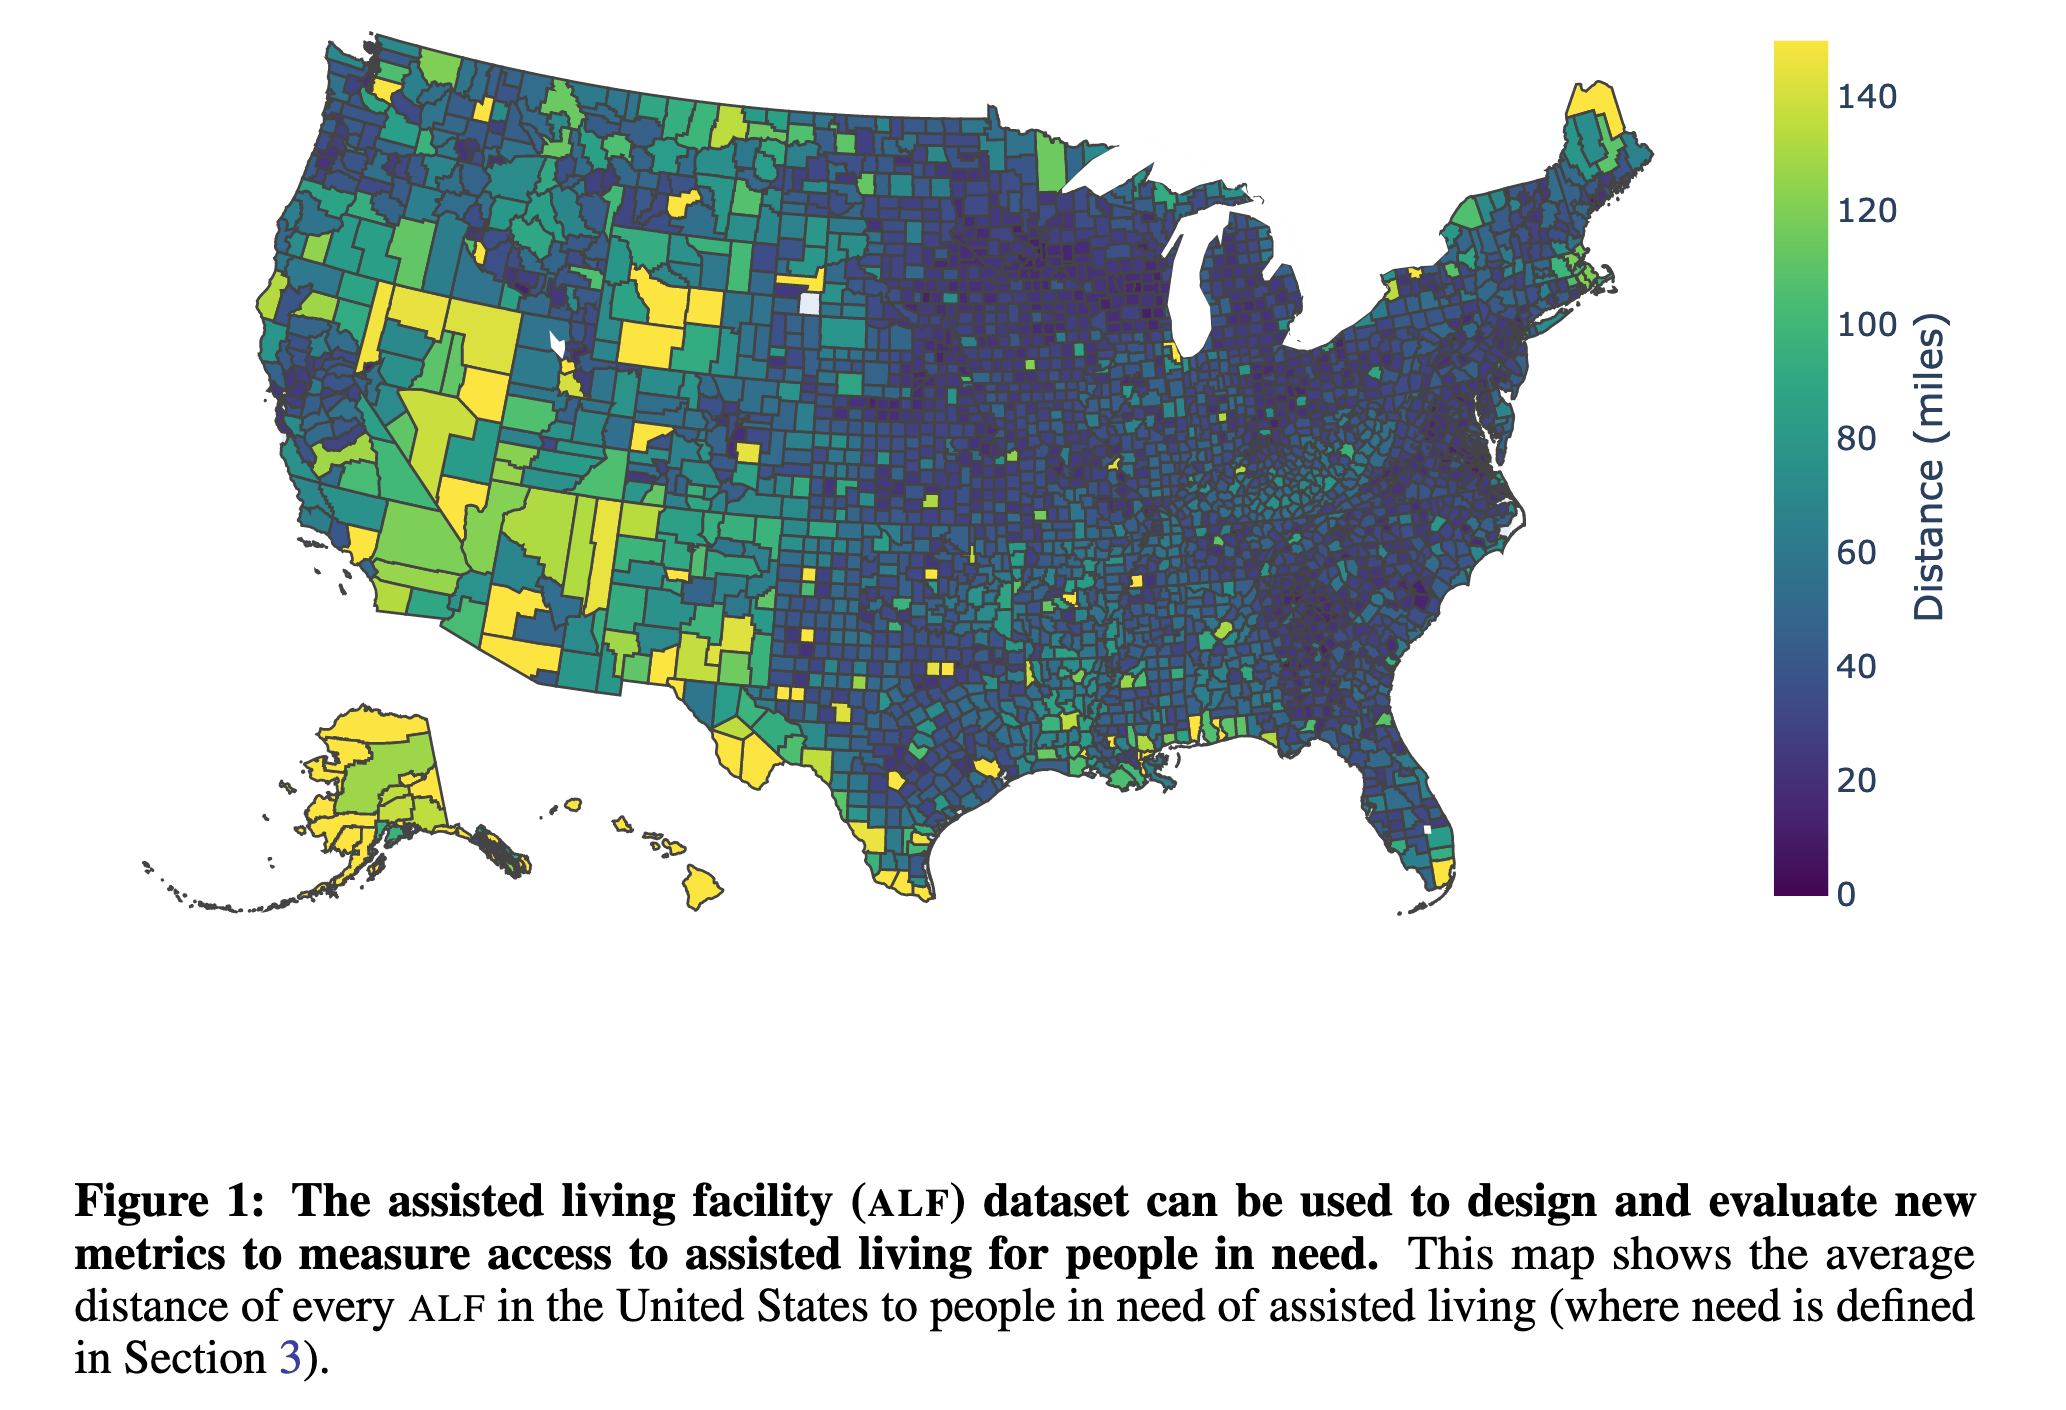 140
120
100
80
60
40
20
0
Distance (miles)
Figure 1: The assisted living facility (ALF) dataset can be used to design and evaluate new
metrics to measure access to assisted living for people in need. This map shows the average
distance of every ALF in the United States to people in need of assisted living (where need is defined
in Section 3).